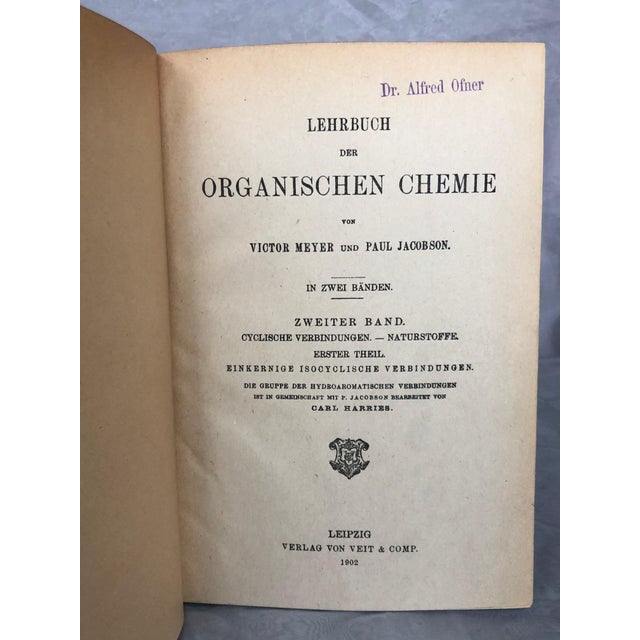 Dr. Alfred Ofner
LEHRBUCH
DER
ORGANISCHEN CHEMIE
VON
VICTOR MEYER UND PAUL JACOBSON.
IN ZWEI BÄNDEN.
ZWEITER BAND.
CYCLISCHE VERBINDUNGEN. — NATURSTOFFE.
ERSTER THEIL.
EINKERNIGE ISOCYCLISCHE VERBINDUNGEN.
DIE GRUPPE DER HYDROAROMATISCHEN VERBINDUNGEN
IST IN GEMEINSCHAFT MIT P. JACOBSON BEARBEITET VON
CARL HARRIES.
LEIPZIG
VERLAG VON VEIT & COMP.
1902